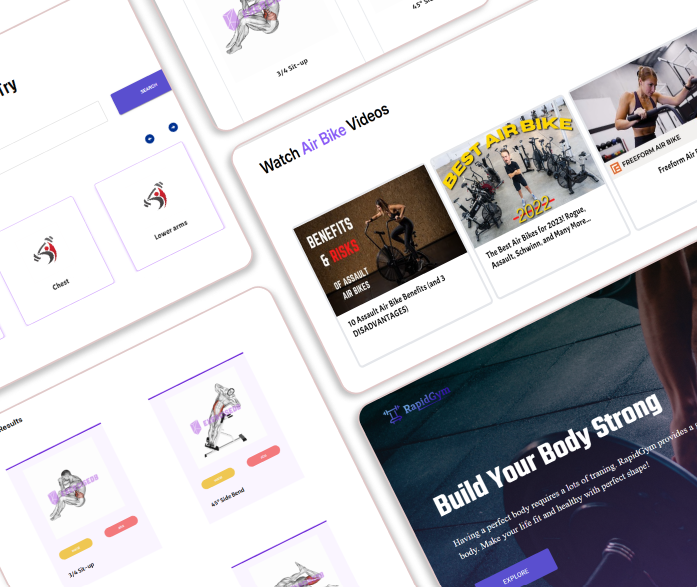 Try
SEARCH
Chest
Lower arms
3/4 Sit-up
45° Si
Watch Air Bike Videos
BENEFITS
& RISKS
OF ASSAULT
AIR BIKES
10 Assault Air Bike Benefits (and 3
DISADVANTAGES)
BEST AIR BIKE
2022
The Best Air Bikes for 2023! Rogue,
Assault, Schwinn, and Many More...
FREEFORM AIR BIKE
Freeform Air
Results
3/4 Sit-up
45° Side Bend
RapidGym
Build Your Body Strong
Having a perfect body requires a lots of traning. RapidGym provides a
body. Make your life fit and healthy with perfect shape!
EXPLORE